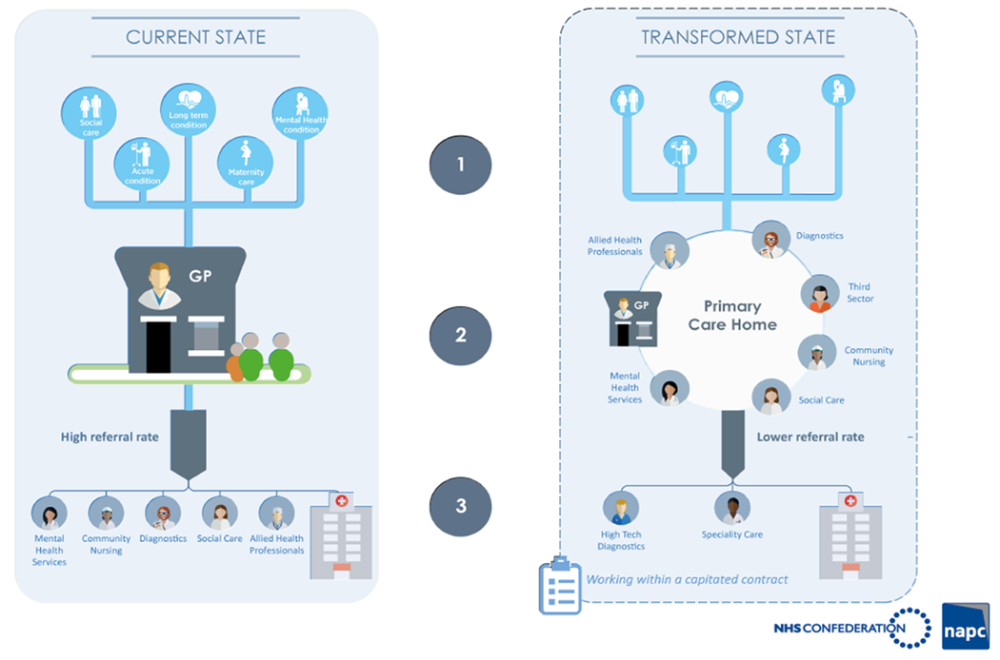 CURRENT STATE
Social
care
Long term
condition
Mental Health
condition
Acute
condition
Maternity
care
GP
High referral rate
Mental
Health
Services
Community
Nursing
Diagnostics
Social Care
Allied Health
Professionals
1
2
3
TRANSFORMED STATE
Allied Health
Professionals
Diagnostics
GP
Third
Sector
Primary
Care Home
Community
Nursing
Mental
Health
Services
Social Care
Lower referral rate
High Tech
Diagnostics
Speciality Care
Working within a capitated contract
NHS CONFEDERATION
napc